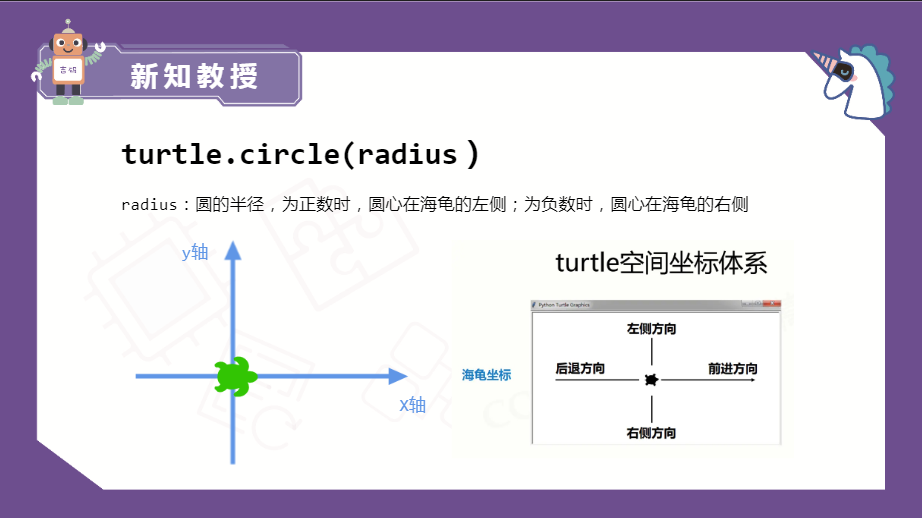 新知教授
turtle.circle(radius)
radius：圆的半径，为正数时，圆心在海龟的左侧；为负数时，圆心在海龟的右侧
y轴
X轴
turtle空间坐标体系
Python Turtle Graphics
左侧方向
后退方向
前进方向
海龟坐标
右侧方向